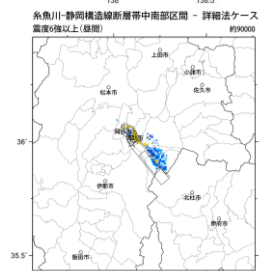 138°
138.5°
糸魚川-静岡構造線断層帯中南部区間 - 詳細法ケース
震度6強以上(昼間)
約90000
上田市
小諸市
佐久市
松本市
36°
伊那市
北杜市
甲府市
飯田市
35.5°